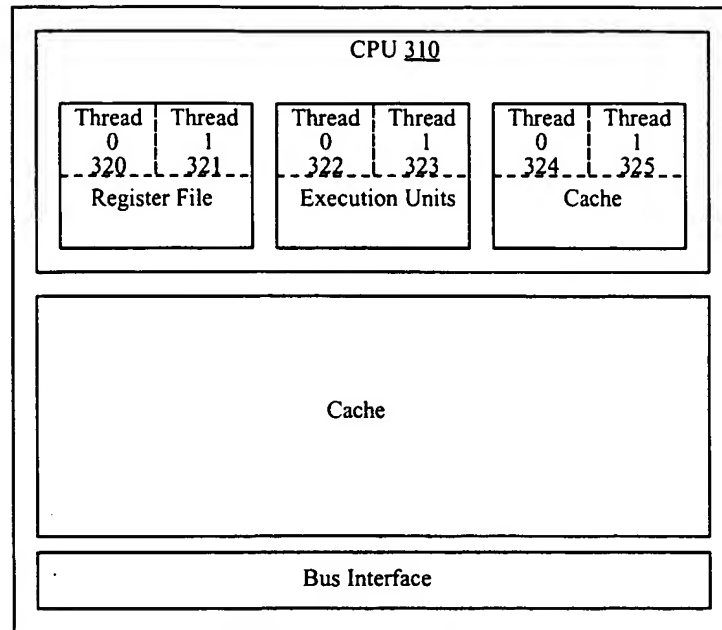 CPU 310
Thread Thread Thread Thread Thread Thread
0 1 0 1 0 1
320 321 322 323 324 325
Register File Execution Units Cache
Cache
Bus Interface